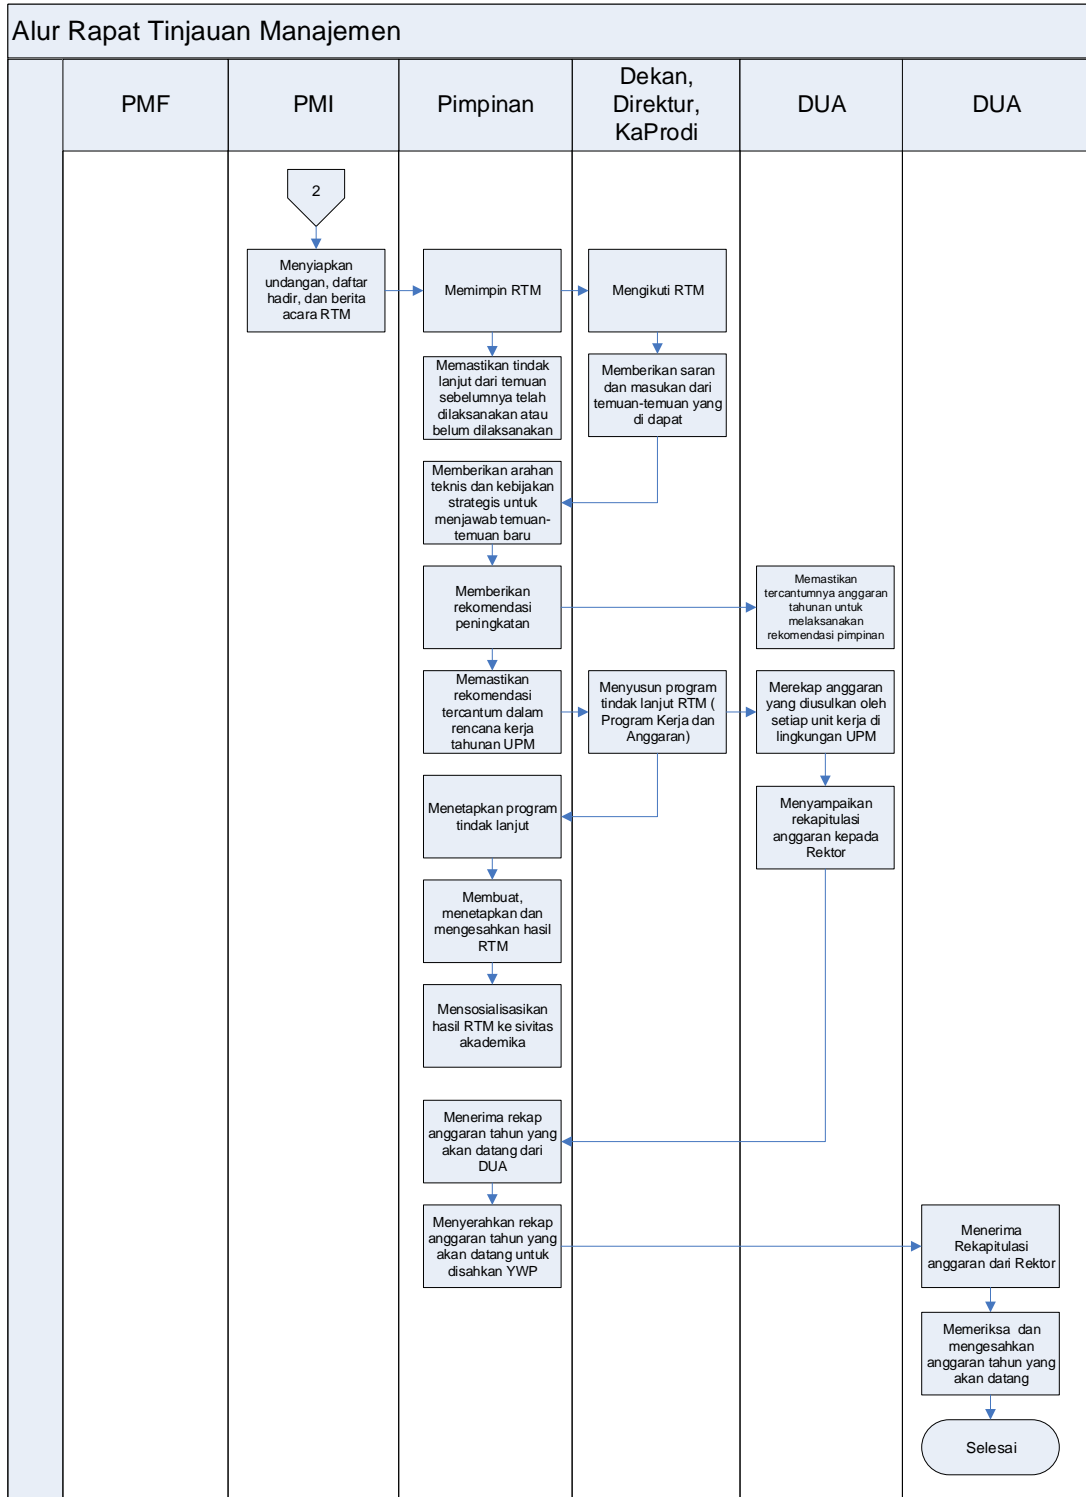 Alur Rapat Tinjauan Manajemen
PMF
PMI
Pimpinan
Dekan,
Direktur,
KaProdi
DUA
DUA
2
Menyiapkan
undangan, daftar
hadir, dan berita
acara RTM
Memimpin RTM
Mengikuti RTM
Memastikan tindak
lanjut dari temuan
sebelumnya telah
dilaksanakan atau
belum dilaksanakan
Memberikan saran
dan masukan dari
temuan-temuan yang
di dapat
Memberikan arahan
teknis dan kebijakan
strategis untuk
menjawab temuan-
temuan baru
Memberikan
rekomendasi
peningkatan
Memastikan
tercantumnya anggaran
tahunan untuk
melaksanakan
rekomendasi pimpinan
Memastikan
rekomendasi
tercantum dalam
rencana kerja
tahunan UPM
Menyusun program
tindak lanjut RTM (
Program Kerja dan
Anggaran)
Merekap anggaran
yang diusulkan oleh
setiap unit kerja di
lingkungan UPM
Menetapkan program
tindak lanjut
Menyampaikan
rekapitulasi
anggaran kepada
Rektor
Membuat,
menetapkan dan
mengesahkan hasil
RTM
Mensosialisasikan
hasil RTM ke sivitas
akademika
Menerima rekap
anggaran tahun yang
akan datang dari
DUA
Menyerahkan rekap
anggaran tahun yang
akan datang untuk
disahkan YWP
Menerima
Rekapitulasi
anggaran dari Rektor
Memeriksa  dan
mengesahkan
anggaran tahun yang
akan datang
Selesai